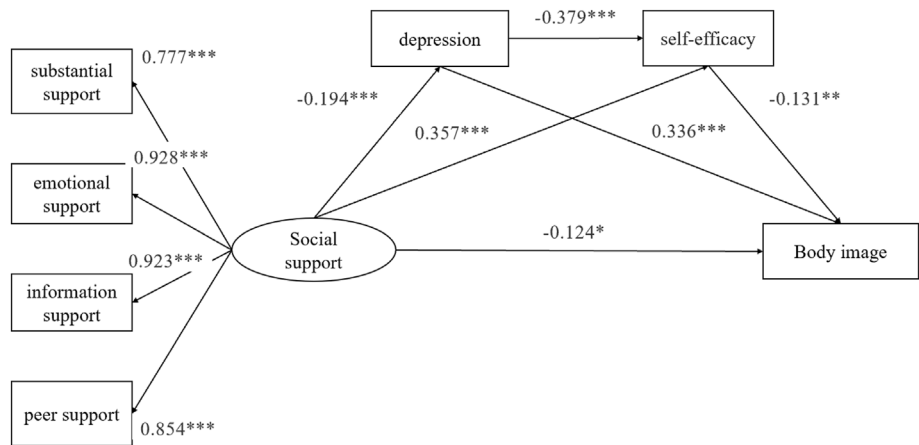 -0.379***
depression
self-efficacy
0.777***
substantial
support
-0.194***
-0.131**
0.357***
0.336***
0.928***
emotional
support
Social
support
-0.124*
Body image
0.923***
information
support
peer support
0.854***